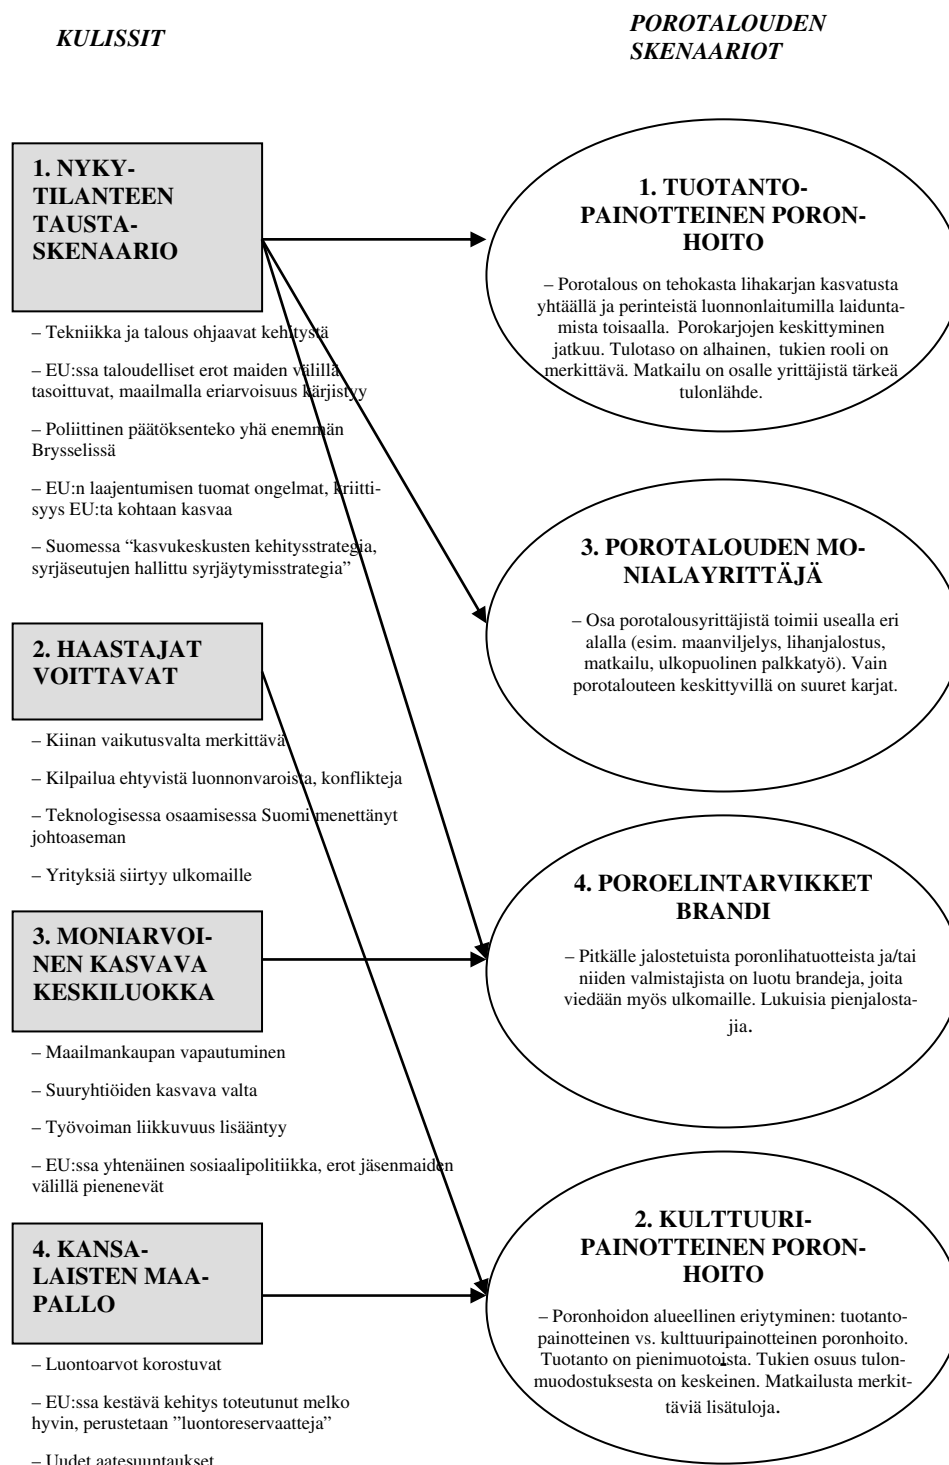 KULISSIT
POROTALOUDEN
SKENAARIOT
1. NYKY-
TILANTEEN
TAUSTA-
SKENAARIO
– Tekniikka ja talous ohjaavat kehitystä
– EU:ssa taloudelliset erot maiden välillä
tasoittuvat, maailmalla eriarvoisuus kärjistyy
– Poliittinen päätöksenteko yhä enemmän
Brysselissä
– EU:n laajentumisen tuomat ongelmat, kriitti-
syys EU:ta kohtaan kasvaa
– Suomessa “kasvukeskusten kehitysstrategia,
syrjäseutujen hallittu syrjäytymisstrategia”
2. HAASTAJAT
VOITTAVAT
– Kiinan vaikutusvalta merkittävä
– Kilpailua ehtyvistä luonnonvaroista, konflikteja
– Teknologisessa osaamisessa Suomi menettänyt
johtoaseman
– Yrityksiä siirtyy ulkomaille
3. MONIARVOI-
NEN KASVAVA
KESKILUOKKA
– Maailmankaupan vapautuminen
– Suuryhtiöiden kasvava valta
– Työvoiman liikkuvuus lisääntyy
– EU:ssa yhtenäinen sosiaalipolitiikka, erot jäsenmaiden
välillä pienenevät
4. KANSA-
LAISTEN MAA-
PALLO
– Luontoarvot korostuvat
– EU:ssa kestävä kehitys toteutunut melko
hyvin, perustetaan ”luontoreservaatteja”
– Uudet aatesuuntaukset
1. TUOTANTO-
PAINOTTEINEN PORON-
HOITO
– Porotalous on tehokasta lihakarjan kasvatusta
yhtäällä ja perinteistä luonnonlaitumilla laidunta-
mista toisaalla. Porokarjojen keskittyminen
jatkuu. Tulotaso on alhainen, tukien rooli on
merkittävä. Matkailu on osalle yrittäjistä tärkeä
tulonlähde.
3. POROTALOUDEN MO-
NIALAYRITTÄJÄ
– Osa porotalousyrittäjistä toimii usealla eri
alalla (esim. maanviljelys, lihanjalostus,
matkailu, ulkopuolinen palkkatyö). Vain
porotalouteen keskittyvillä on suuret karjat.
4. POROELINTARVIKKET
BRANDI
– Pitkälle jalostetuista poronlihatuotteista ja/tai
niiden valmistajista on luotu brandeja, joita
viedään myös ulkomaille. Lukuisia pienjalosta-
jia.
2. KULTTUURI-
PAINOTTEINEN PORON-
HOITO
– Poronhoidon alueellinen eriytyminen: tuotanto-
painotteinen vs. kulttuuripainotteinen poronhoito.
Tuotanto on pienimuotoista. Tukien osuus tulon-
muodostuksesta on keskeinen. Matkailusta merkit-
täviä lisätuloja.